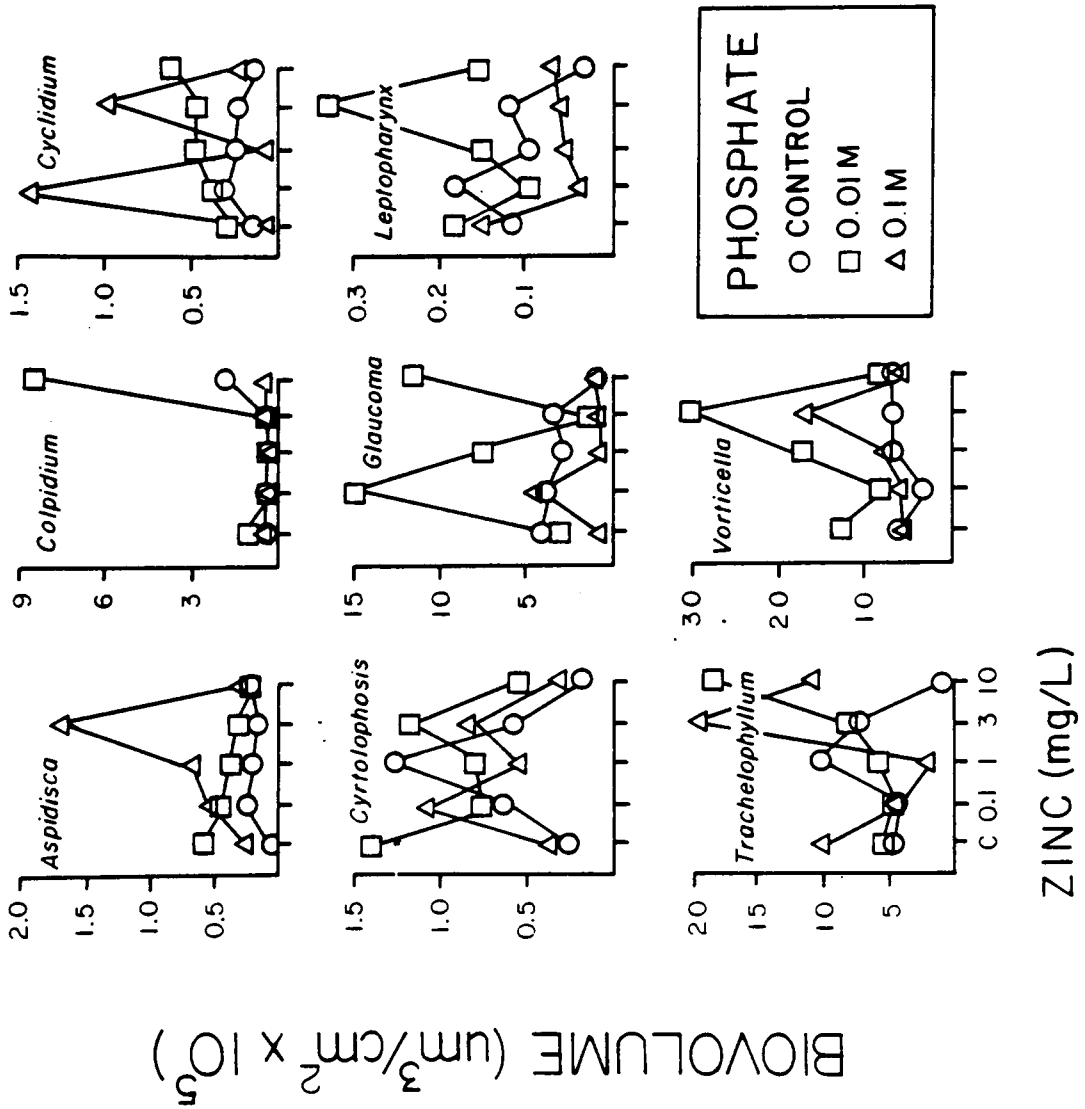 Aspidisca
2.0
1.5
1.0
0.5
Colpidium
9
6
3
Cyclidium
1.5
1.0
0.5
Cyrtolophosis
1.5
1.0
0.5
Glaucoma
15
10
5
Leptopharynx
0.3
0.2
0.1
Trachelophyllum
20
15
10
5
C 0.1 1 3 10
Vorticella
30
20
10
PHOSPHATE
CONTROL
0.01M
0.1M
ZINC (mg/L)
BIOVOLUME (um3/cm2 x 105)